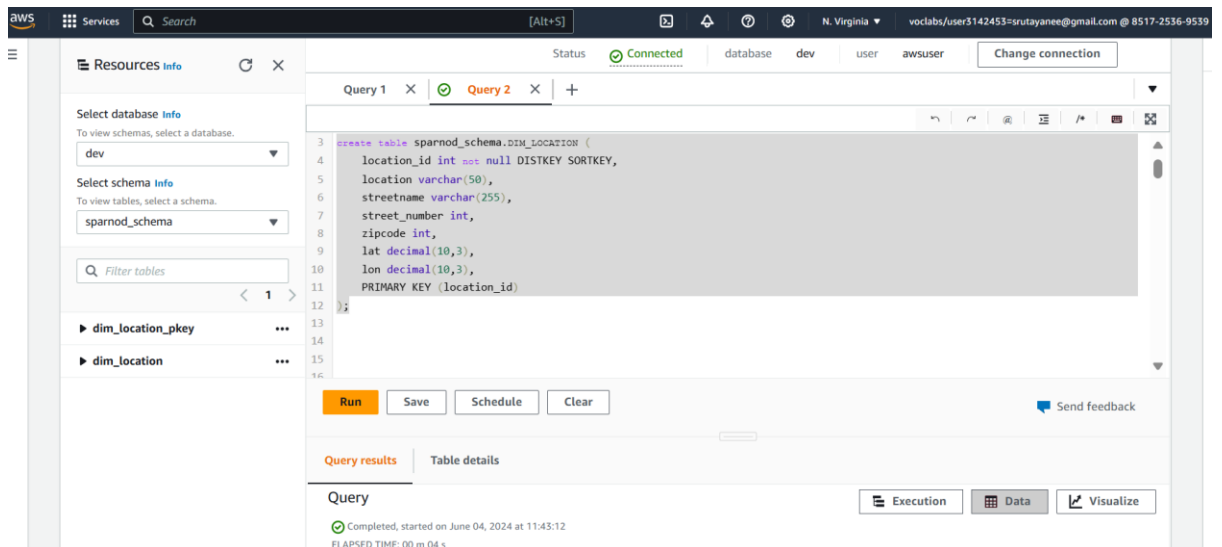 aws Services Search [Alt+S] N. Virginia ▼ voclabs/user3142453=srutayanee@gmail.com @ 8517-2536-9539
Resources Info
Select database Info
To view schemas, select a database.
dev
Select schema Info
To view tables, select a schema.
sparnod_schema
Filter tables
1
dim_location_pkey
dim_location
Status Connected database dev user awsuser Change connection
Query 1 Query 2
3 create table sparnod_schema.DIM_LOCATION (
4 location_id int not null DISTKEY SORTKEY,
5 location varchar(50),
6 streetname varchar(255),
7 street_number int,
8 zipcode int,
9 lat decimal(10,3),
10 lon decimal(10,3),
11 PRIMARY KEY (location_id)
12 );
13
14
15
16
Run Save Schedule Clear
Send feedback
Query results Table details
Query
Execution Data Visualize
Completed, started on June 04, 2024 at 11:43:12
ELAPSED TIME: 00 m 04 s